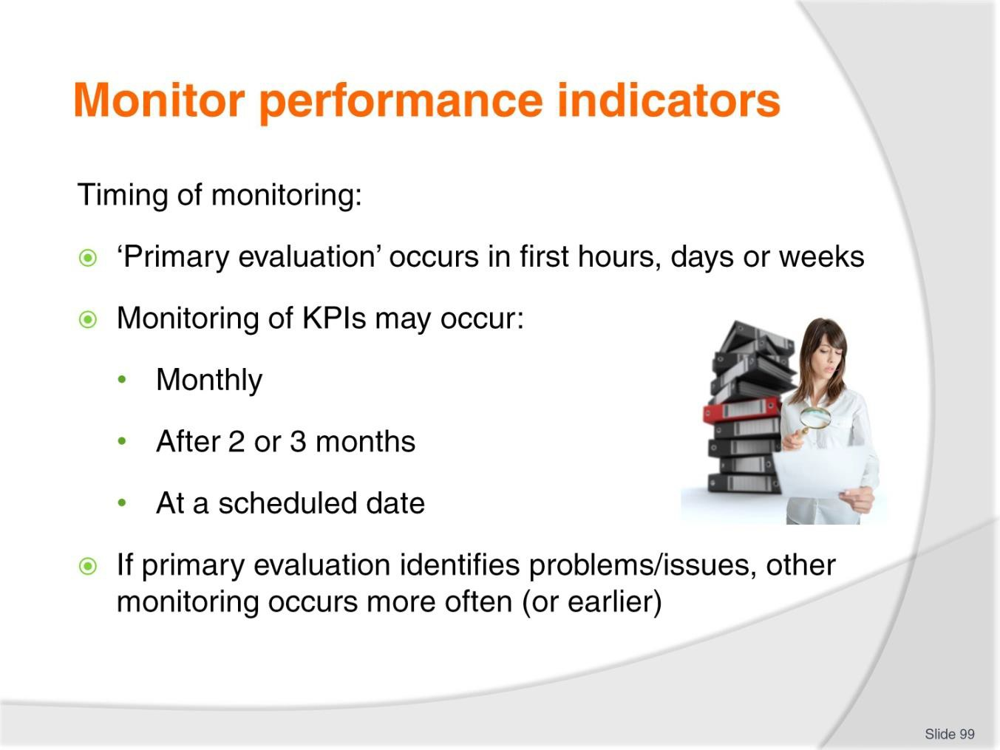 Monitor performance indicators
Timing of monitoring:
‘Primary evaluation’ occurs in first hours, days or weeks
Monitoring of KPIs may occur:
• Monthly
• After 2 or 3 months
• At a scheduled date
If primary evaluation identifies problems/issues, other
monitoring occurs more often (or earlier)
Slide 99